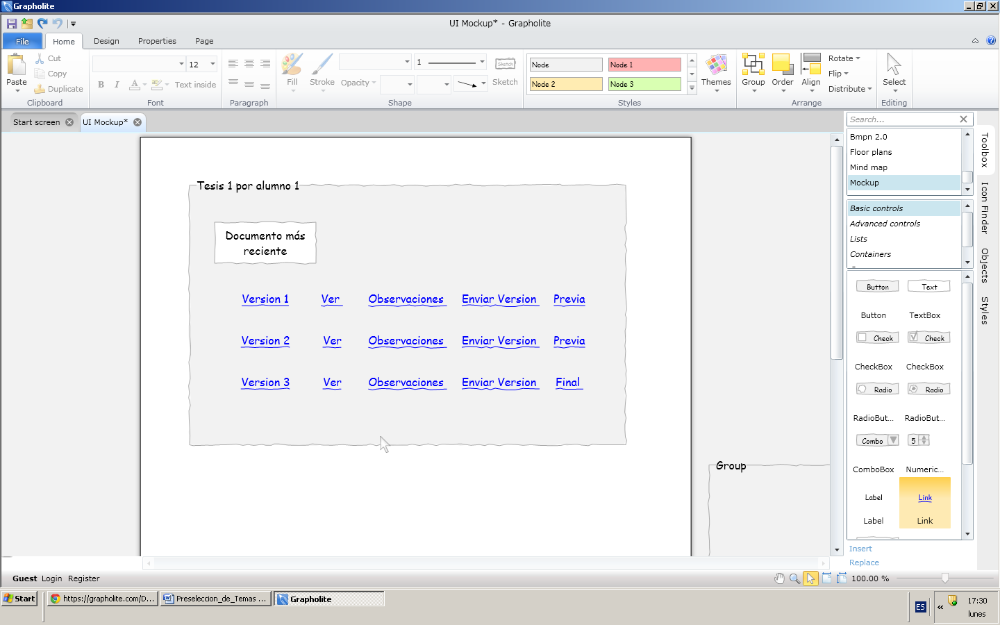 Grapholite
UI Mockup* - Grapholite
File Home Design Properties Page
Paste Cut Copy Duplicate
Clipboard
12
B I A ab Text inside
Font
Paragraph
Fill Stroke Opacity 1 Sketch Sketch
Shape
Node Node 1
Node 2 Node 3
Styles
Themes
Group Order Align Rotate Flip Distribute
Arrange
Select
Editing
Start screen UI Mockup*
Tesis 1 por alumno 1
Documento más
reciente
Version 1 Ver Observaciones Enviar Version Previa
Version 2 Ver Observaciones Enviar Version Previa
Version 3 Ver Observaciones Enviar Version Final
Group
Search...
Bmpn 2.0
Floor plans
Mind map
Mockup
Basic controls
Advanced controls
Lists
Containers
Button Text
Button TextBox
Check Check
CheckBox CheckBox
Radio Radio
RadioBut... RadioBut...
Combo 5
ComboBox Numeric...
Label Link
Label Link
Insert
Replace
Toolbox
Icon Finder
Objects
Styles
Guest Login Register
100.00 %
Start https://grapholite.com/D... Preseleccion_de_Temas ... Grapholite
ES « 17:30
lunes